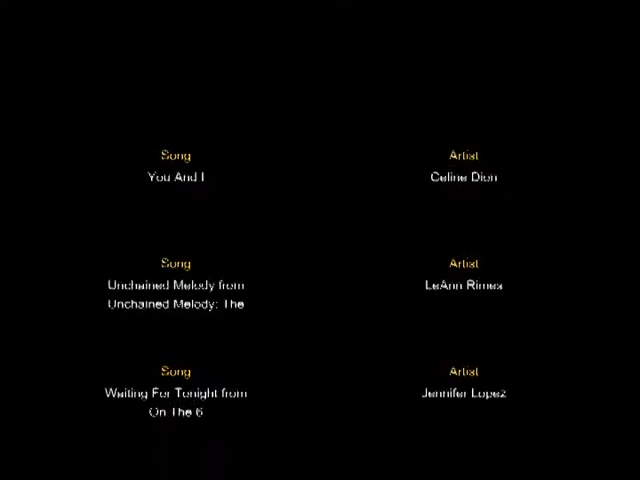 Song Artist
You And I Celine Dion
Song Artist
Unchained Melody from LeAnn Rimes
Unchained Melody: The
Song Artist
Waiting For Tonight from Jennifer Lopez
On The 6